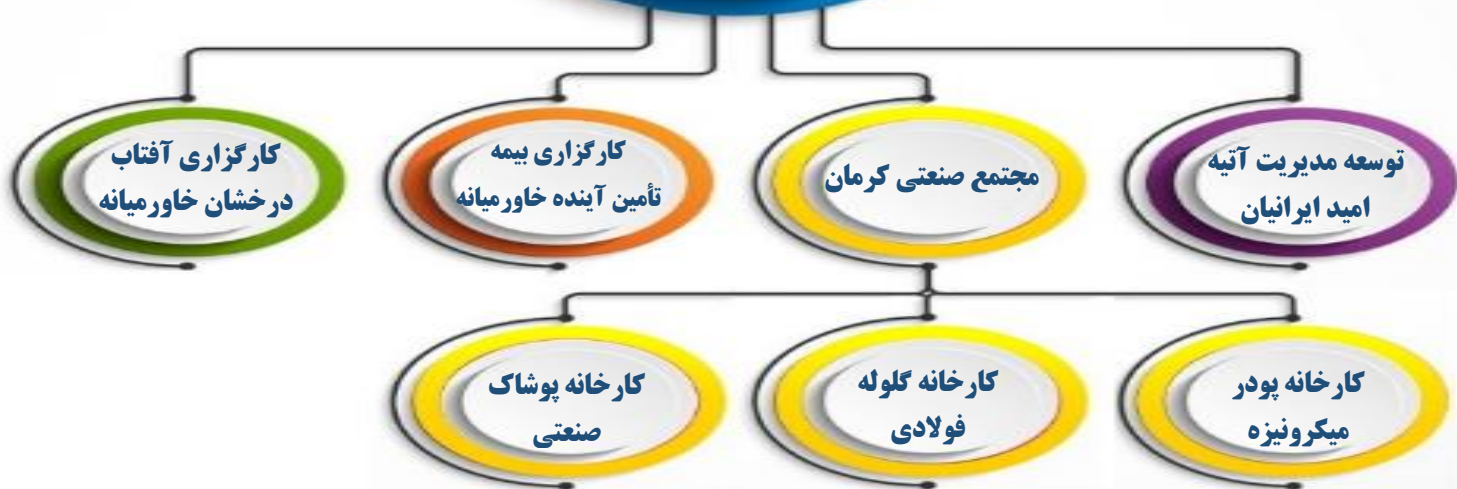 توسعه مدیریت آتیه
امید ایرانیان
مجتمع صنعتی کرمان
کارگزاری بیمه
تأمین آینده خاورمیانه
کارگزاری آفتاب
درخشان خاورمیانه
کارخانه پودر
میکرونیزه
کارخانه گلوله
فولادی
کارخانه پوشاک
صنعتی